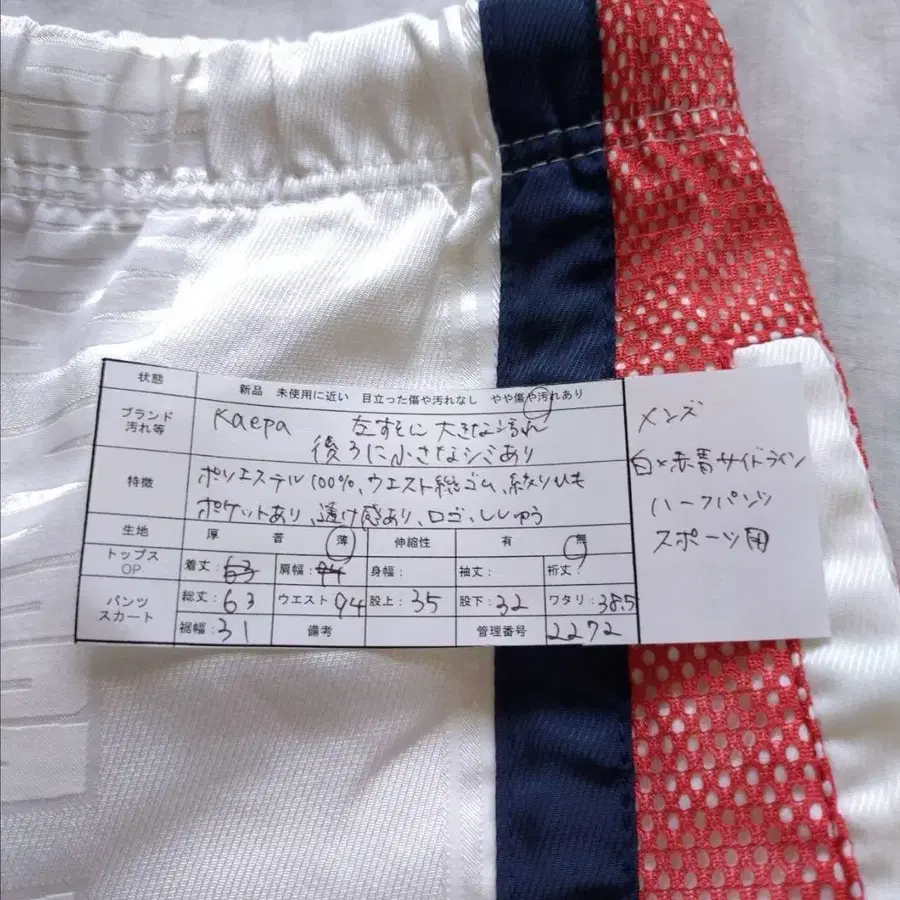 状態 新品 未使用に近い 目立った傷や汚れなし やや傷や汚れあり
ブランド 汚れ等 Kaepa 左すそに大きな汚れ
後ろに小さなシミあり
特徴 ポリエステル100%、ウエスト総ゴム、絞りひも
ポケットあり、透け感あり、ロゴ、ししゅう
生地 厚 普 薄 伸縮性 有 無
トップス OP 着丈:63 肩幅:94 身幅: 袖丈: 裄丈:
パンツ スカート 総丈:63 ウエスト94 股上:35 股下:32 ワタリ:38.5
裾幅:31 備考 管理番号 2272
メンズ
白×赤青サイドライン
ハーフパンツ
スポーツ用